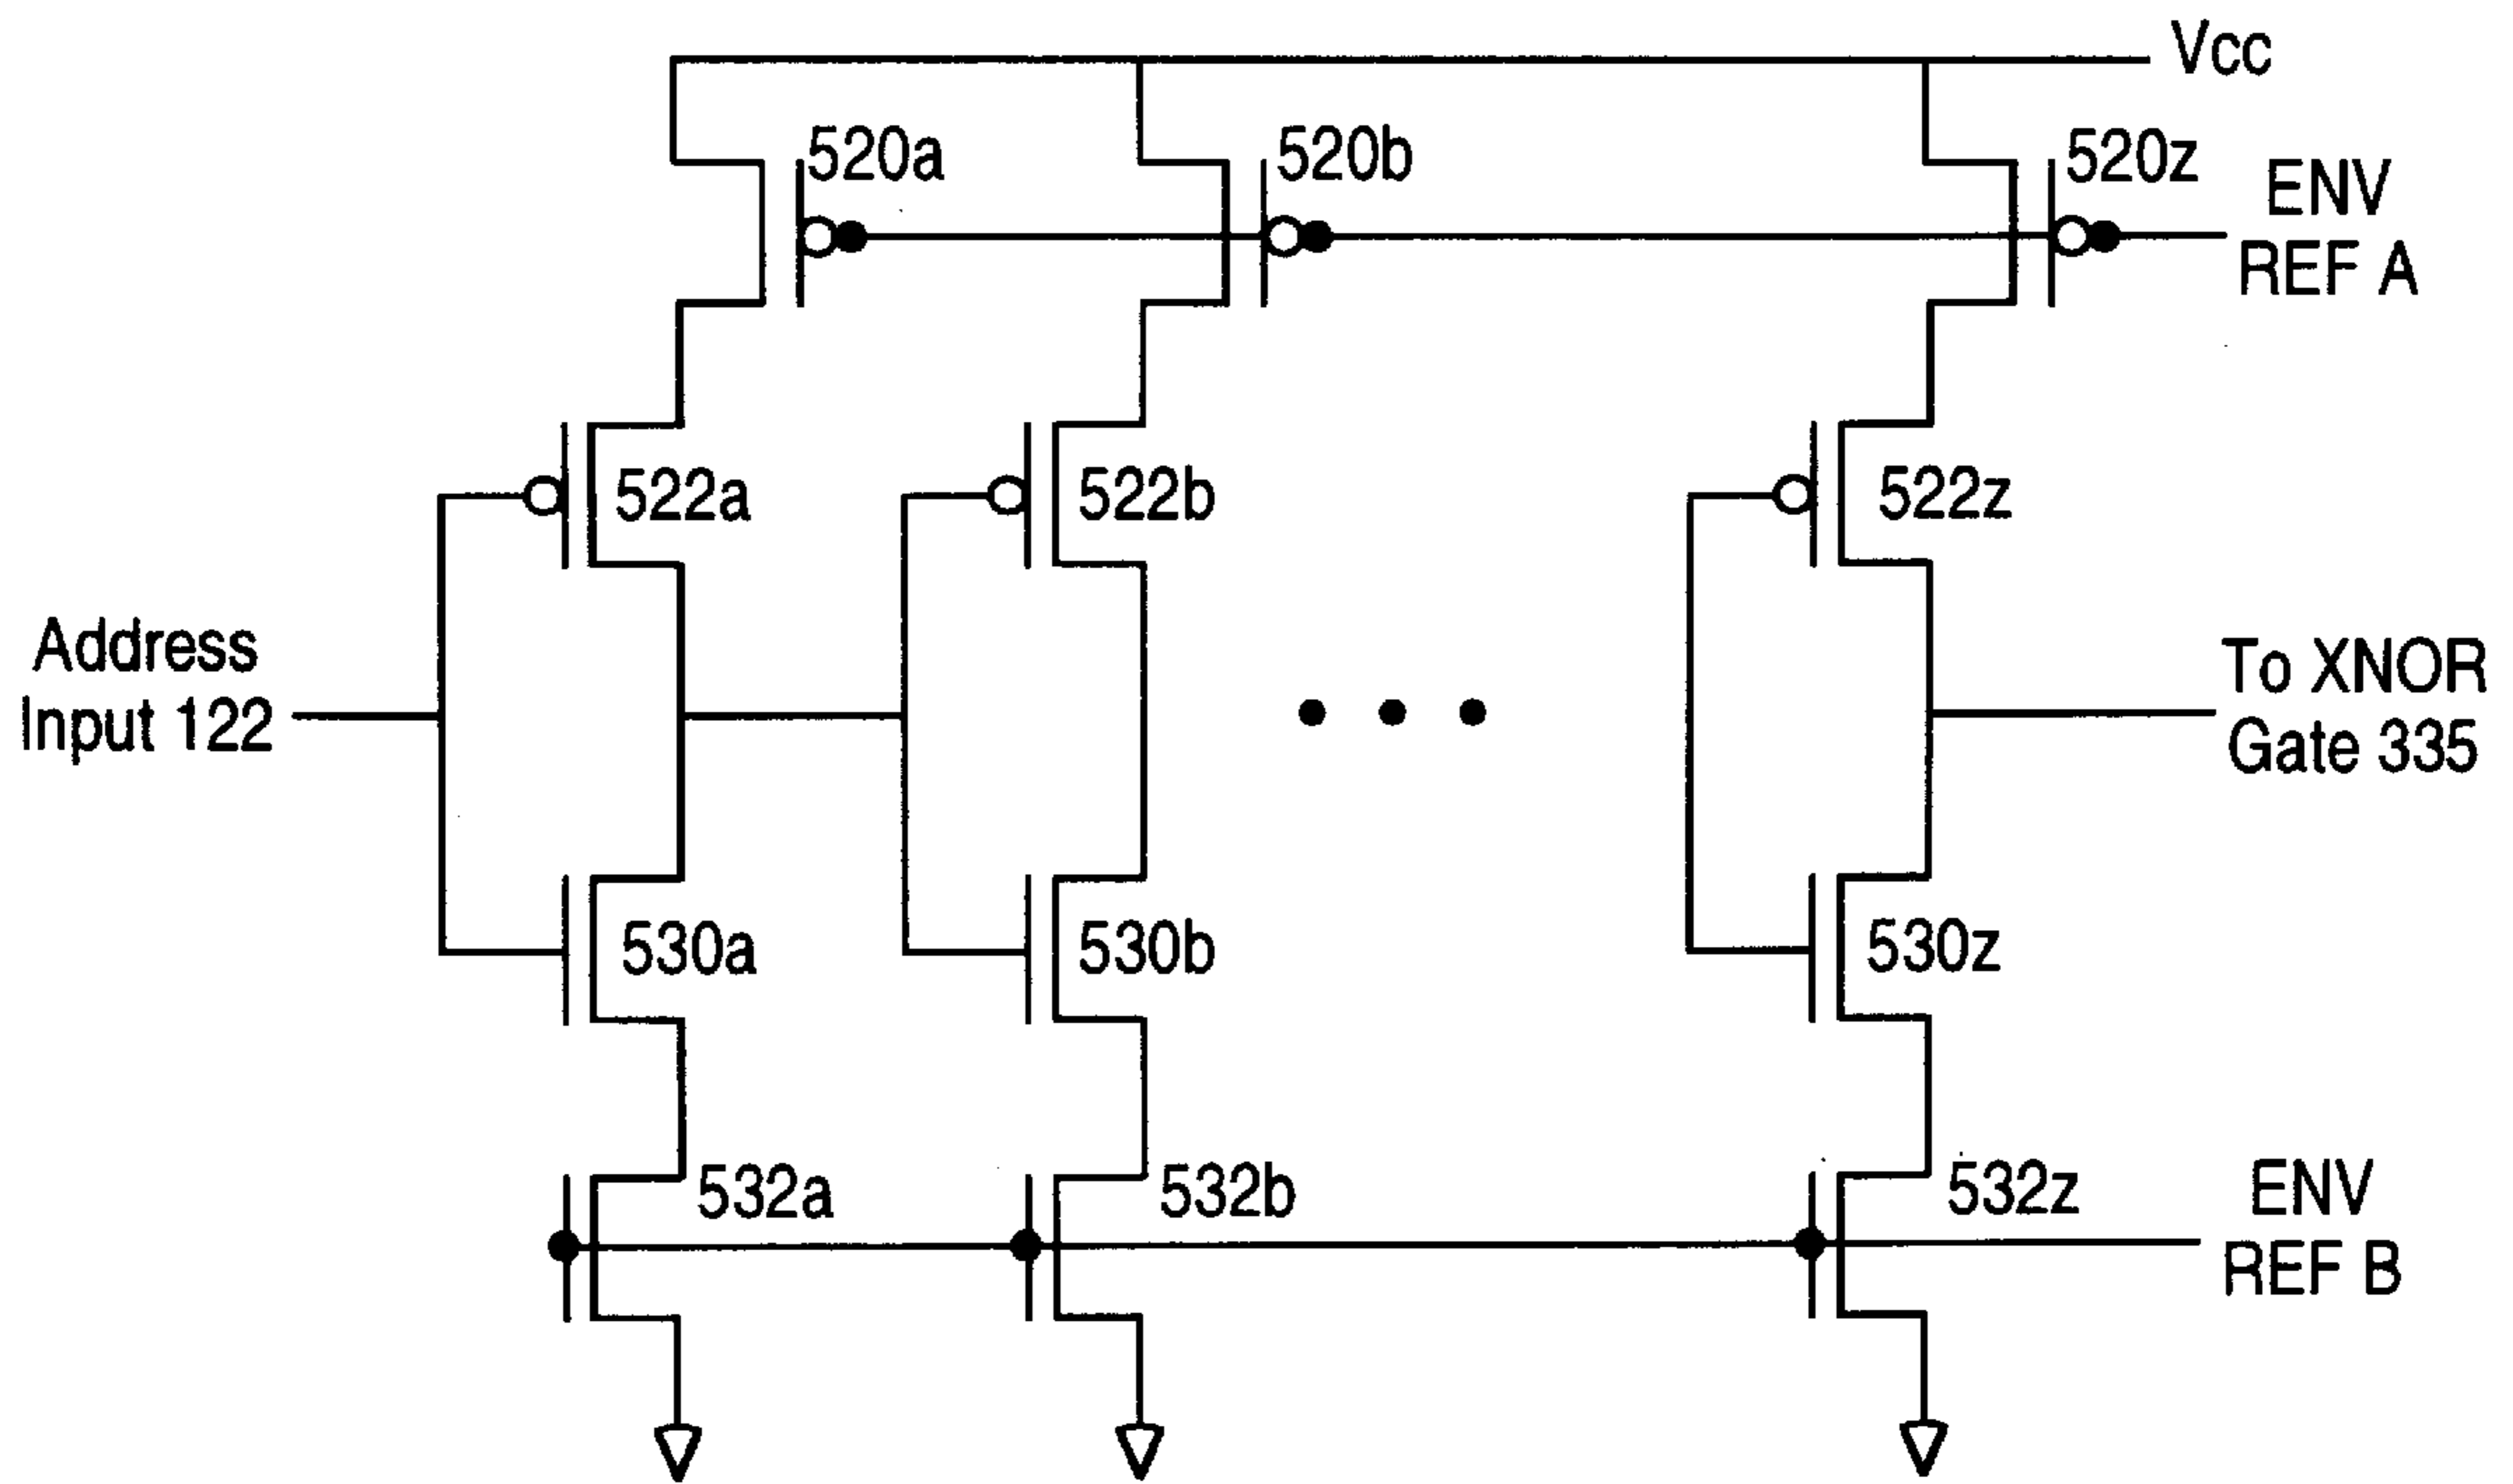 Vcc
520a
520b
520z
ENV
REF A
522a
522b
522z
Address
Input 122
To XNOR
Gate 335
530a
530b
530z
532a
532b
532z
ENV
REF B